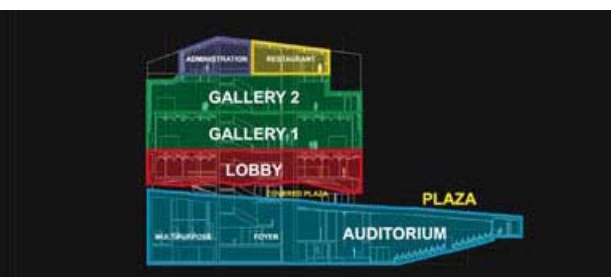 ADMINISTRATION RESTAURANT
GALLERY 2
GALLERY 1
LOBBY
COVERED PLAZA
PLAZA
MULTIPURPOSE FOYER AUDITORIUM